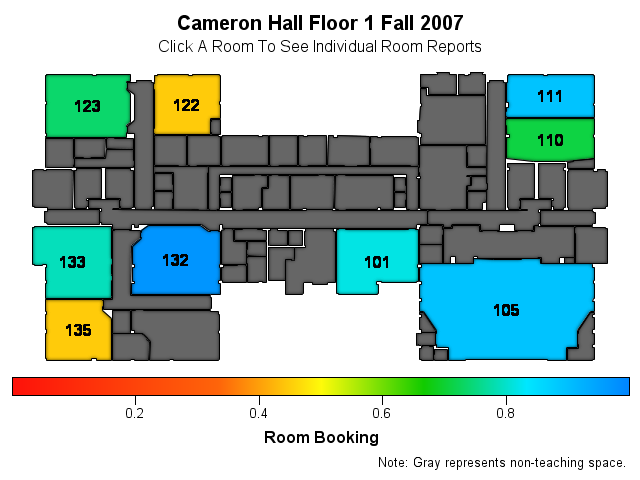 Cameron Hall Floor 1 Fall 2007
Click A Room To See Individual Room Reports
123
122
111
110
133
132
101
105
135
0.2 0.4 0.6 0.8
Room Booking
Note: Gray represents non-teaching space.